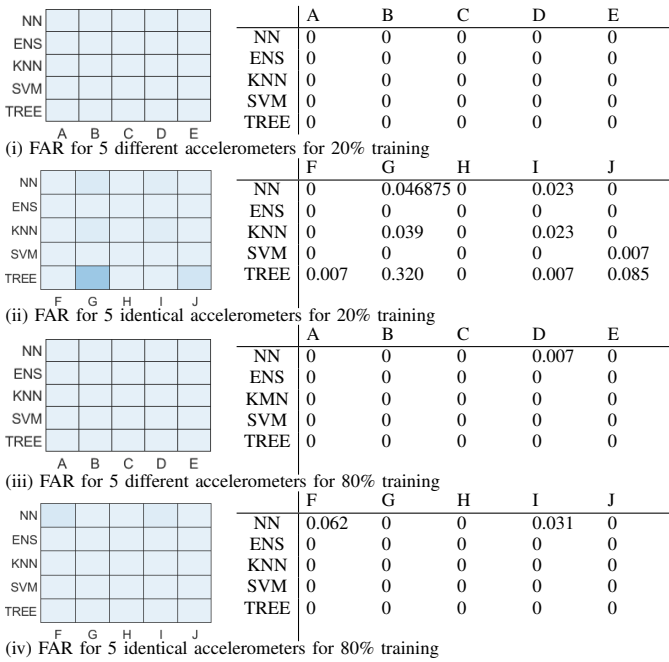 NN
ENS
KNN
SVM
TREE
A B C D E
A B C D E
NN 0 0 0 0 0
ENS 0 0 0 0 0
KNN 0 0 0 0 0
SVM 0 0 0 0 0
TREE 0 0 0 0 0
(i) FAR for 5 different accelerometers for 20% training
NN
ENS
KNN
SVM
TREE
F G H I J
F G H I J
NN 0 0.046875 0 0.023 0
ENS 0 0 0 0 0
KNN 0 0.039 0 0.023 0
SVM 0 0 0 0 0.007
TREE 0.007 0.320 0 0.007 0.085
(ii) FAR for 5 identical accelerometers for 20% training
NN
ENS
KNN
SVM
TREE
A B C D E
A B C D E
NN 0 0 0 0.007 0
ENS 0 0 0 0 0
KMN 0 0 0 0 0
SVM 0 0 0 0 0
TREE 0 0 0 0 0
(iii) FAR for 5 different accelerometers for 80% training
NN
ENS
KNN
SVM
TREE
F G H I J
F G H I J
NN 0.062 0 0 0.031 0
ENS 0 0 0 0 0
KNN 0 0 0 0 0
SVM 0 0 0 0 0
TREE 0 0 0 0 0
(iv) FAR for 5 identical accelerometers for 80% training